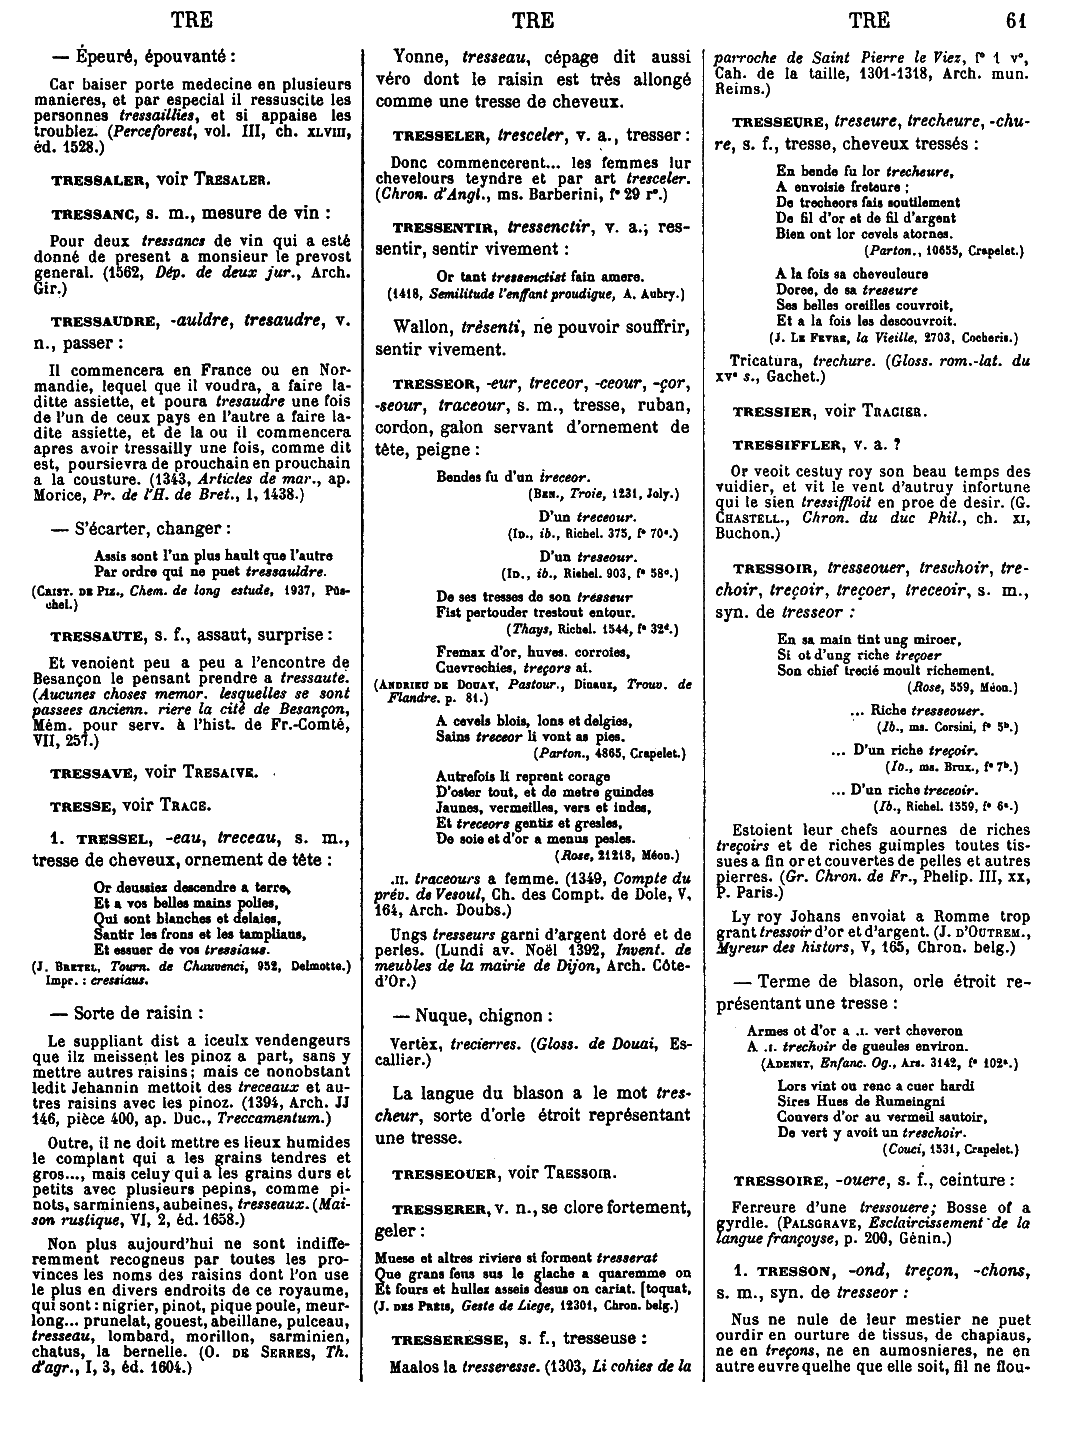 TRE TRE TRE 61
— Épeuré, épouvanté :
Car baiser porte medecine en plusieurs
manieres, et par especial il ressuscite les
personnes tressaillies, et si appaise les
troublez. (Perceforest, vol. III, ch. XLVIII,
éd. 1528.)
TRESSALER, voir TRESALER.
TRESSANC, s. m., mesure de vin :
Pour deux tressancs de vin qui a esté
donné de present a monsieur le prevost
general. (1562, Dép. de deux jur., Arch.
Gir.)
TRESSAUDRE, -auldre, tresaudre, v.
n., passer :
Il commencera en France ou en Nor-
mandie, lequel que il voudra, a faire la-
ditte assiette, et poura tresaudre une fois
de l'un de ceux pays en l'autre a faire la-
dite assiette, et de la ou il commencera
apres avoir tressailly une fois, comme dit
est, poursievra de prouchain en prouchain
a la cousture. (1343, Articles de mar., ap.
Morice, Pr. de l'H. de Bret., I, 1438.)
— S'écarter, changer :
Assis sont l'un plus hault que l'autre
Par ordre qui ne puet tressauldre.
(CRIST. DE PIZ., Chem. de long estude, 1937, Püs-
chel.)
TRESSAUTE, s. f., assaut, surprise :
Et venoient peu a peu a l'encontre de
Besançon le pensant prendre a tressaute.
(Aucunes choses memor. lesquelles se sont
passees ancienn. riere la cité de Besançon,
Mém. pour serv. à l'hist. de Fr.-Comté,
VII, 257.)
TRESSAVE, voir TRESAIVE.
TRESSE, voir TRACE.
1. TRESSEL, -eau, treceau, s. m.,
tresse de cheveux, ornement de tête :
Or deussiez descendre a terre,
Et a vos belles mains polies,
Qui sont blanches et delaies,
Santir les frons et les tamplians,
Et essuer de vos tressiaus.
(J. BRETEL, Tourn. de Chauvenci, 952, Delmotte.)
Impr. : cressiaus.
— Sorte de raisin :
Le suppliant dist a iceulx vendengeurs
que ilz meissent les pinoz a part, sans y
mettre autres raisins ; mais ce nonobstant
ledit Jehannin mettoit des treceaux et au-
tres raisins avec les pinoz. (1394, Arch. JJ
146, pièce 400, ap. Duc., Treccamentum.)
Outre, il ne doit mettre es lieux humides
le complant qui a les grains tendres et
gros..., mais celuy qui a les grains durs et
petits avec plusieurs pepins, comme pi-
nots, sarminiens, aubeines, tresseaux. (Mai-
son rustique, VI, 2, éd. 1658.)
Non plus aujourd'hui ne sont indiffe-
remment recogneus par toutes les pro-
vinces les noms des raisins dont l'on use
le plus en divers endroits de ce royaume,
qui sont : nigrier, pinot, pique poule, meur-
long... prunelat, gouest, abeillane, pulceau,
tresseau, lombard, morillon, sarminien,
chatus, la bernelle. (O. DE SERRES, Th.
d'agr., I, 3, éd. 1604.)
Yonne, tresseau, cépage dit aussi
véro dont le raisin est très allongé
comme une tresse de cheveux.
TRESSELER, tresceler, v. a., tresser :
Donc commencerent... les femmes lur
chevelours teyndre et par art tresceler.
(Chron. d'Angl., ms. Barberini, f° 29 r°.)
TRESSENTIR, tressenctir, v. a.; res-
sentir, sentir vivement :
Or tant tressenctist fain amere.
(1418, Semilitude l'enffant proudigue, A. Aubry.)
Wallon, trèsenti, ne pouvoir souffrir,
sentir vivement.
TRESSEOR, -eur, treceor, -ceour, -çor,
-seour, traceour, s. m., tresse, ruban,
cordon, galon servant d'ornement de
tête, peigne :
Bendes fu d'un treceor.
(BEN., Troie, 1231, Joly.)
D'un treceour.
(ID., ib., Richel. 375, f° 70ᵉ.)
D'un treseour.
(ID., ib., Richel. 903, f° 58ᵉ.)
De ses tresses de son tresseur
Fist pertouder trestout entour.
(Thays, Richel. 1544, f° 32ᵈ.)
Fremax d'or, huves. corroies,
Cuevrechies, treçors ai.
(ANDRIEU DE DOUAY, Pastour., Dinaux, Trouv. de
Flandre. p. 81.)
A cevels blois, lons et delgies,
Sains treceor li vont as pies.
(Parton., 4865, Crapelet.)
Autrefois li reprent corage
D'oster tout, et de metre guindes
Jaunes, vermeilles, vers et indes,
Et treceors gentiz et gresles,
De soie et d'or a menus pesles.
(Rose, 21218, Méon.)
.II. traceours a femme. (1349, Compte du
prév. de Vesoul, Ch. des Compt. de Dole, V,
164, Arch. Doubs.)
Ungs tresseurs garni d'argent doré et de
perles. (Lundi av. Noël 1392, Invent. de
meubles de la mairie de Dijon, Arch. Côte-
d'Or.)
— Nuque, chignon :
Vertèx, trecierres. (Gloss. de Douai, Es-
callier.)
La langue du blason a le mot tres-
cheur, sorte d'orle étroit représentant
une tresse.
TRESSEOUER, voir TRESSOIR.
TRESSERER, v. n., se clore fortement,
geler :
Muese et altres riviere si forment tresserat
Que grans fens sus le glache a quaremme on
Et fours et hullez asseis desus on cariat. [toquat,
(J. DES PREIS, Geste de Liege, 12301, Chron. belg.)
TRESSERESSE, s. f., tresseuse :
Maalos la tresseresse. (1303, Li cohies de la
parroche de Saint Pierre le Viez, f° 1 v°,
Cah. de la taille, 1301-1318, Arch. mun.
Reims.)
TRESSEURE, treseure, trecheure, -chu-
re, s. f., tresse, cheveux tressés :
En bende fu lor trecheure,
A envoisie freteure ;
De trecheors fais soutilement
De fil d'or et de fil d'argent
Bien ont lor cevels atornes.
(Parton., 10655, Crapelet.)
A la fois sa cheveuleure
Doree, de sa treseure
Ses belles oreilles couvroit,
Et a la fois les descouvroit.
(J. LE FEVRE, la Vieille, 2703, Cocheris.)
Tricatura, trechure. (Gloss. rom.-lat. du
XVᵉ s., Gachet.)
TRESSIER, voir TRACIER.
TRESSIFFLER, v. a. ?
Or veoit cestuy roy son beau temps des
vuidier, et vit le vent d'autruy infortune
qui le sien tressiffloit en proe de desir. (G.
CHASTELL., Chron. du duc Phil., ch. XI,
Buchon.)
TRESSOIR, tresseouer, treschoir, tre-
choir, treçoir, treçoer, treceoir, s. m.,
syn. de tresseor :
En sa main tint ung miroer,
Si ot d'ung riche treçoer
Son chief trecié moult richement.
(Rose, 559, Méon.)
... Riche tresseouer.
(Ib., ms. Corsini, f° 5ᵇ.)
... D'un riche treçoir.
(Ib., ms. Brux., f° 7ᵇ.)
... D'un riche treceoir.
(Ib., Richel. 1559, f° 6ᵃ.)
Estoient leur chefs aournes de riches
treçoirs et de riches guimples toutes tis-
sues a fin or et couvertes de pelles et autres
pierres. (Gr. Chron. de Fr., Phelip. III, XX,
P. Paris.)
Ly roy Johans envoiat a Romme trop
grant tressoir d'or et d'argent. (J. D'OUTREM.,
Myreur des histors, V, 165, Chron. belg.)
— Terme de blason, orle étroit re-
présentant une tresse :
Armes ot d'or a .I. vert cheveron
A .I. trechoir de gueules environ.
(ADENET, Enfanc. Og., Ars. 3142, f° 102ᵃ.)
Lors vint ou renc a cuer hardi
Sires Hues de Rumeingni
Couvers d'or au vermeil sautoir,
De vert y avoit un treschoir.
(Couci, 1531, Crapelet.)
TRESSOIRE, -ouere, s. f., ceinture :
Ferreure d'une tressouere; Bosse of a
gyrdle. (PALSGRAVE, Esclaircissement de la
langue françoyse, p. 200, Génin.)
1. TRESSON, -ond, treçon, -chons,
s. m., syn. de tresseor :
Nus ne nule de leur mestier ne puet
ourdir en ourture de tissus, de chapiaus,
ne en treçons, ne en aumosnieres, ne en
autre euvre quelhe que elle soit, fil ne flou-